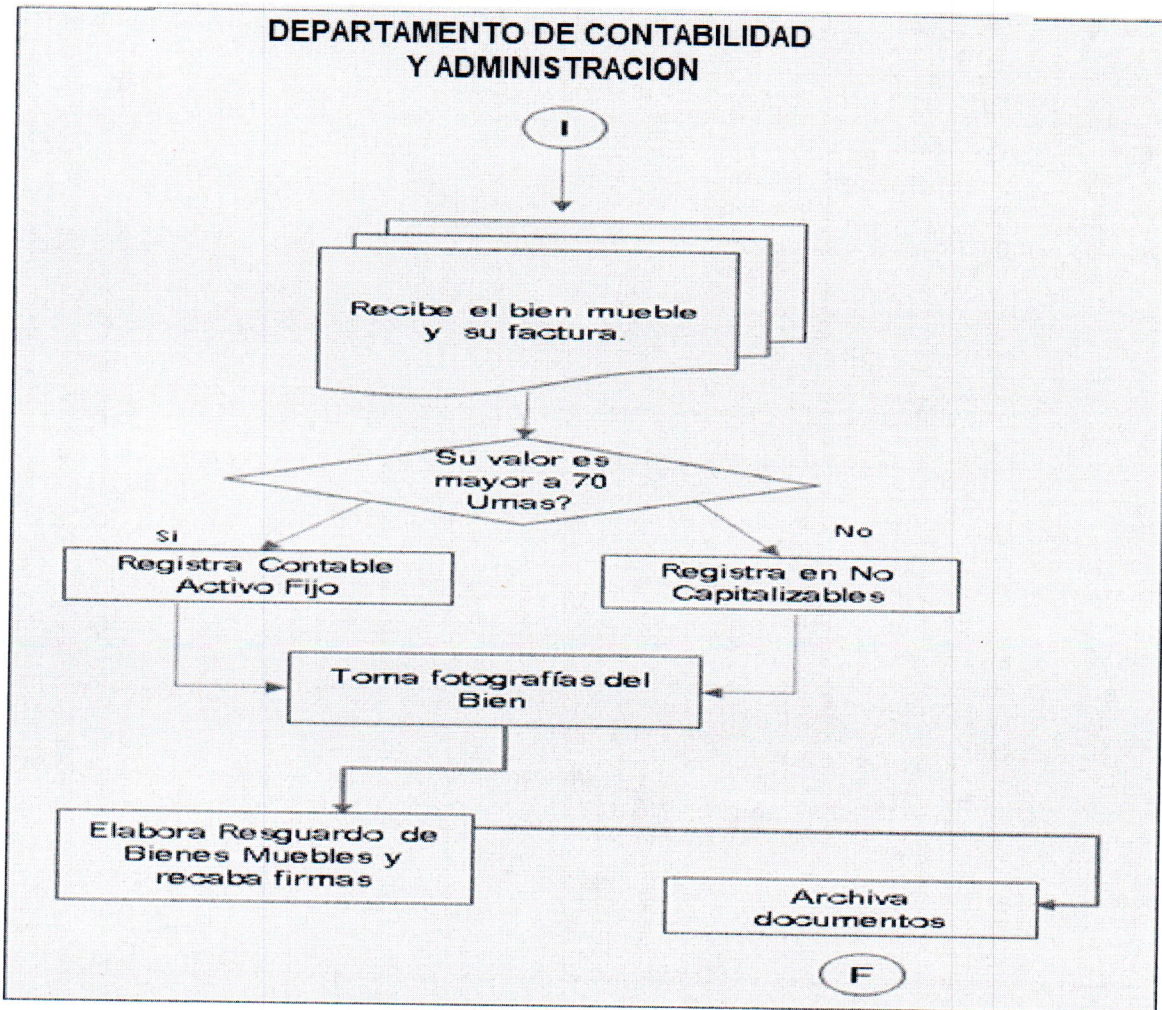 DEPARTAMENTO DE CONTABILIDAD
Y ADMINISTRACION
I
Recibe el bien mueble
y su factura.
Su valor es
mayor a 70
Umas?
Si
No
Registra Contable
Activo Fijo
Registra en No
Capitalizables
Toma fotografías del
Bien
Elabora Resguardo de
Bienes Muebles y
recaba firmas
Archiva
documentos
F